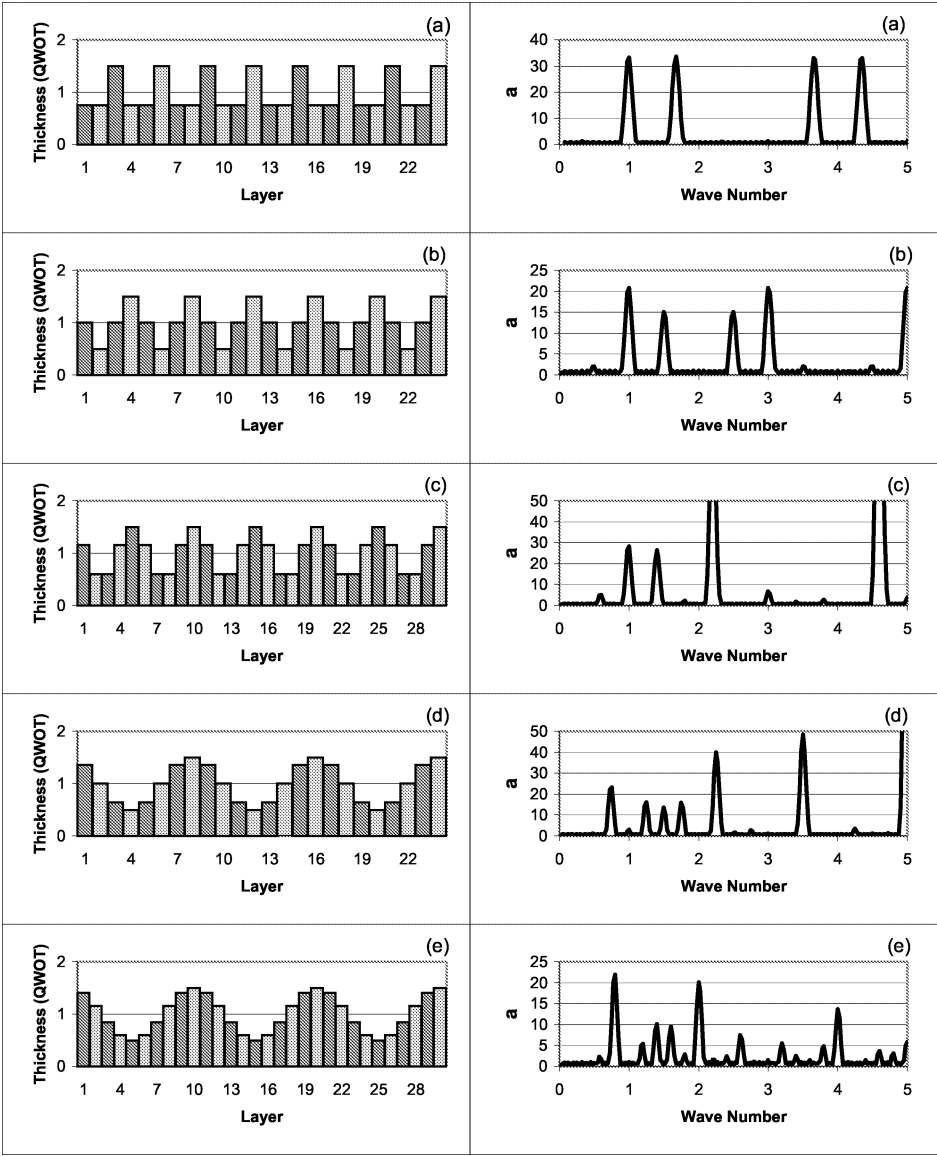 (a)
Thickness (QWOT)
2
1
0
1 4 7 10 13 16 19 22
Layer
(a)
a
40
30
20
10
0
0 1 2 3 4 5
Wave Number
(b)
Thickness (QWOT)
2
1
0
1 4 7 10 13 16 19 22
Layer
(b)
a
25
20
15
10
5
0
0 1 2 3 4 5
Wave Number
(c)
Thickness (QWOT)
2
1
0
1 4 7 10 13 16 19 22 25 28
Layer
(c)
a
50
40
30
20
10
0
0 1 2 3 4 5
Wave Number
(d)
Thickness (QWOT)
2
1
0
1 4 7 10 13 16 19 22
Layer
(d)
a
50
40
30
20
10
0
0 1 2 3 4 5
Wave Number
(e)
Thickness (QWOT)
2
1
0
1 4 7 10 13 16 19 22 25 28
Layer
(e)
a
25
20
15
10
5
0
0 1 2 3 4 5
Wave Number